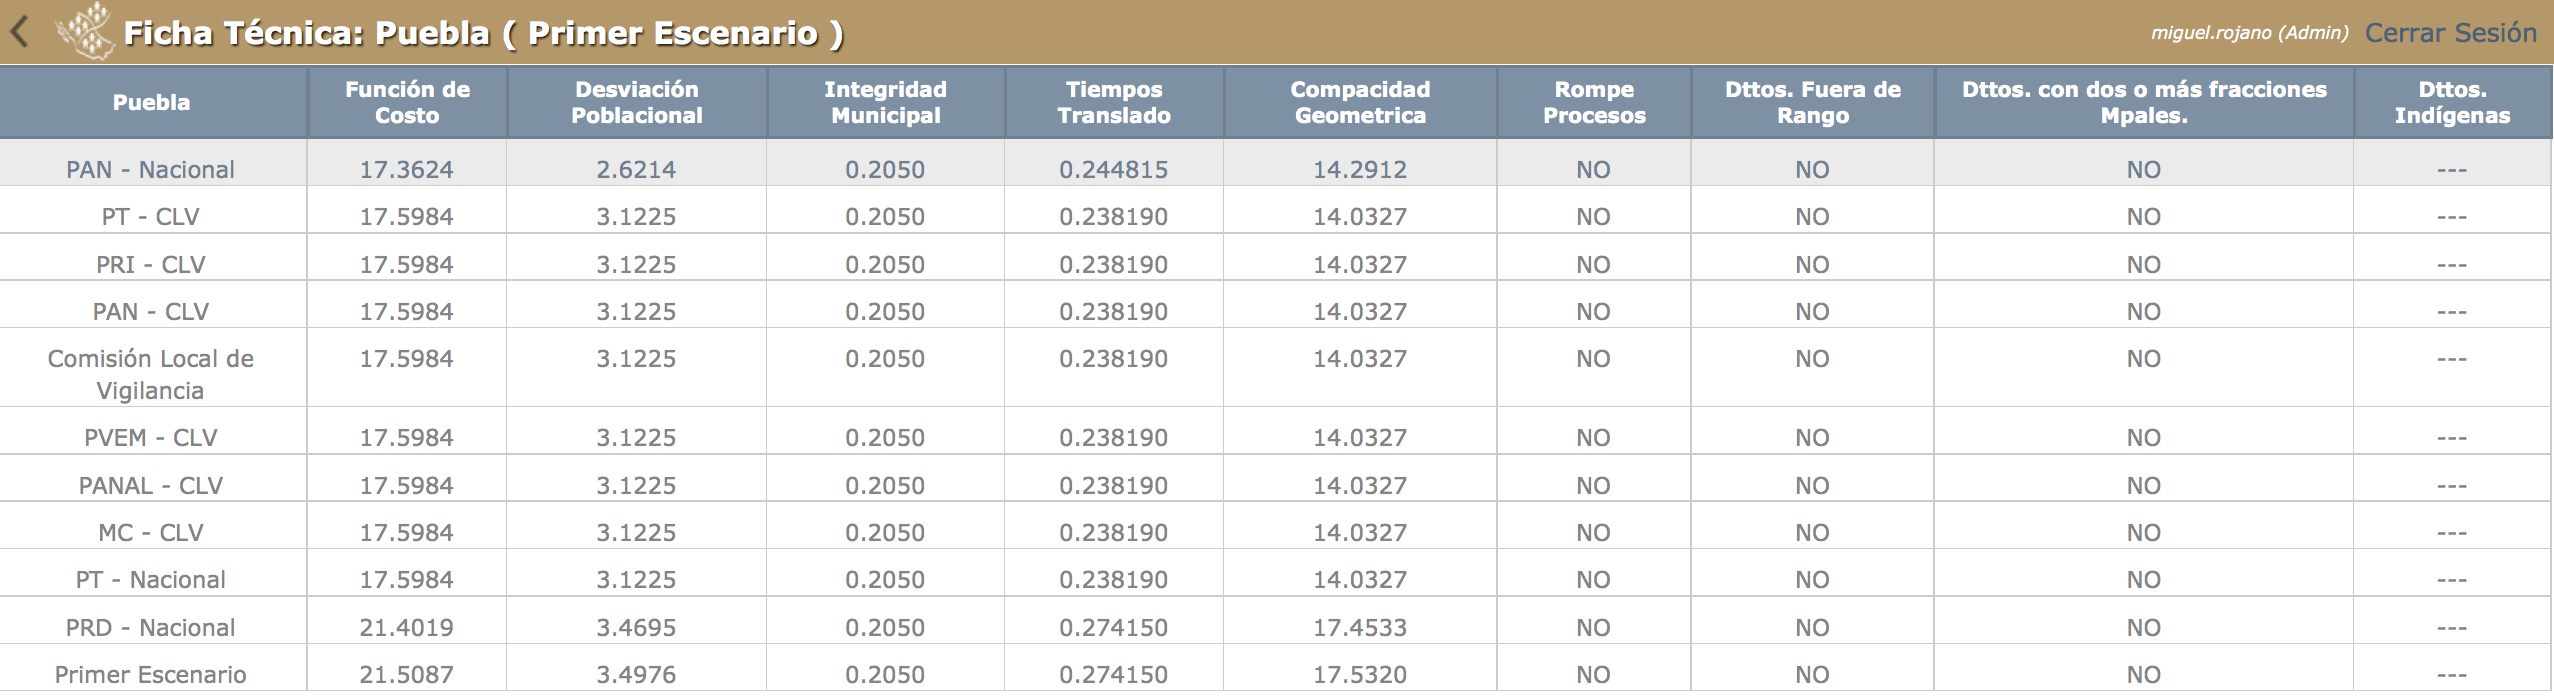 Ficha Técnica: Puebla ( Primer Escenario ) miguel.rojano (Admin) Cerrar Sesión
Puebla Función de Costo Desviación Poblacional Integridad Municipal Tiempos Translado Compacidad Geometrica Rompe Procesos Dttos. Fuera de Rango Dttos. con dos o más fracciones Mpales. Dttos. Indígenas
PAN - Nacional 17.3624 2.6214 0.2050 0.244815 14.2912 NO NO NO ---
PT - CLV 17.5984 3.1225 0.2050 0.238190 14.0327 NO NO NO ---
PRI - CLV 17.5984 3.1225 0.2050 0.238190 14.0327 NO NO NO ---
PAN - CLV 17.5984 3.1225 0.2050 0.238190 14.0327 NO NO NO ---
Comisión Local de Vigilancia 17.5984 3.1225 0.2050 0.238190 14.0327 NO NO NO ---
PVEM - CLV 17.5984 3.1225 0.2050 0.238190 14.0327 NO NO NO ---
PANAL - CLV 17.5984 3.1225 0.2050 0.238190 14.0327 NO NO NO ---
MC - CLV 17.5984 3.1225 0.2050 0.238190 14.0327 NO NO NO ---
PT - Nacional 17.5984 3.1225 0.2050 0.238190 14.0327 NO NO NO ---
PRD - Nacional 21.4019 3.4695 0.2050 0.274150 17.4533 NO NO NO ---
Primer Escenario 21.5087 3.4976 0.2050 0.274150 17.5320 NO NO NO ---